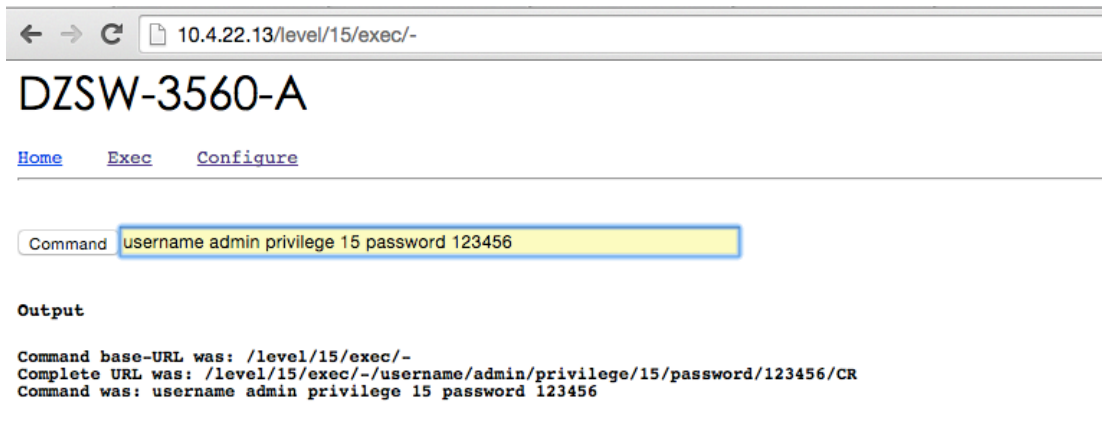 10.4.22.13/level/15/exec/-
DZSW-3560-A
Home Exec Configure
Command username admin privilege 15 password 123456
Output
Command base-URL was: /level/15/exec/-
Complete URL was: /level/15/exec/-/username/admin/privilege/15/password/123456/CR
Command was: username admin privilege 15 password 123456